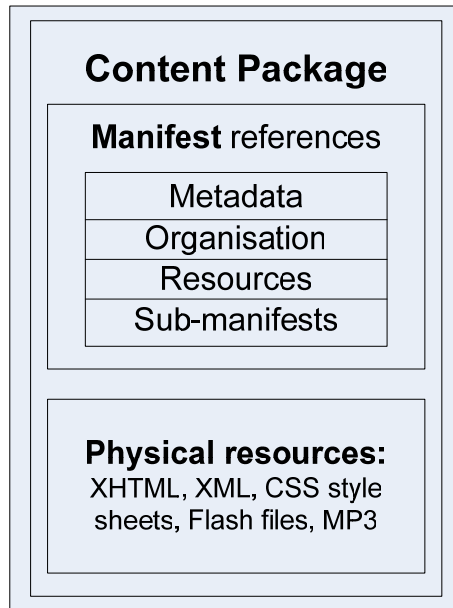 Content Package
Manifest references
Metadata
Organisation
Resources
Sub-manifests
Physical resources:
XHTML, XML, CSS style
sheets, Flash files, MP3